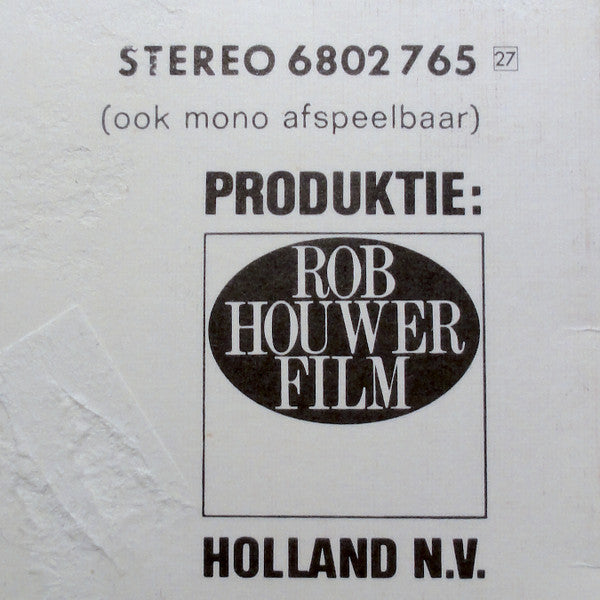 STEREO 6802 765 27
(ook mono afspeelbaar)
PRODUKTIE:
ROB
HOUWER
FILM
HOLLAND N.V.